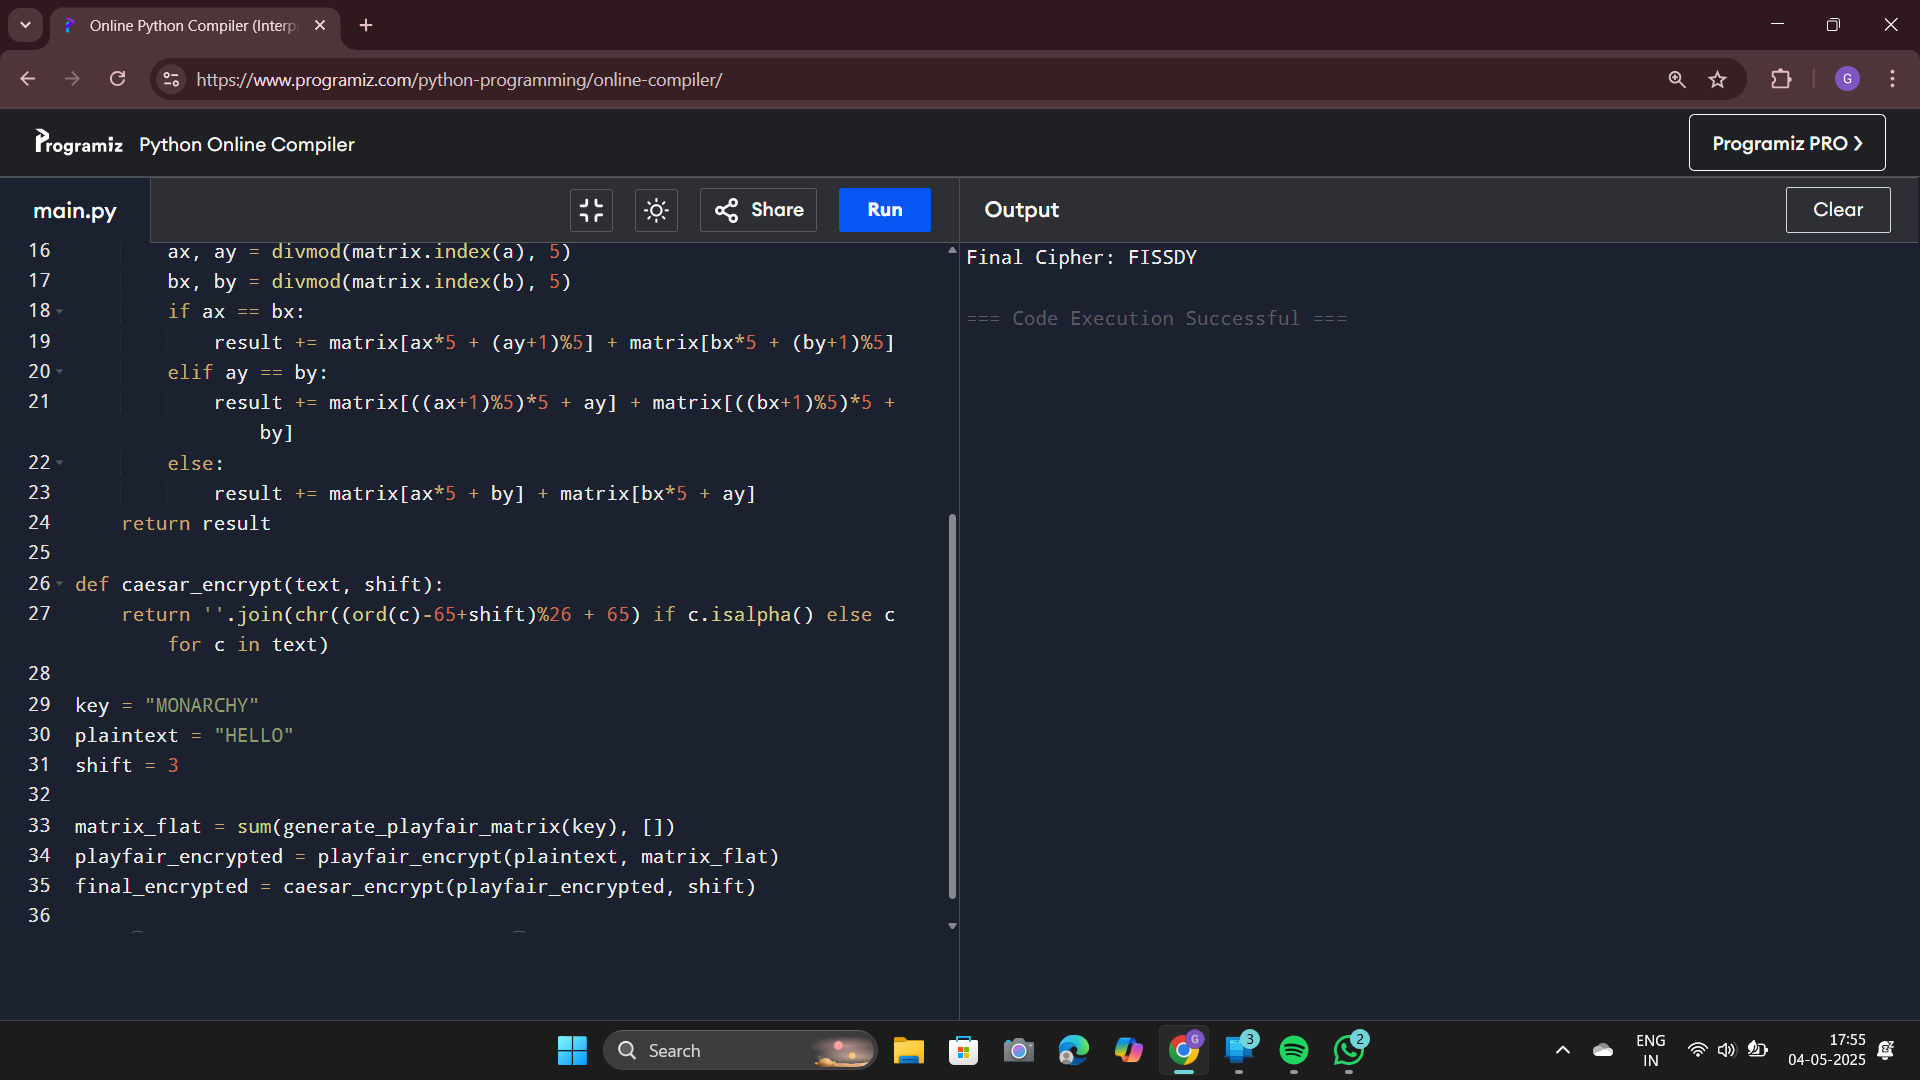 Online Python Compiler (Interp
https://www.programiz.com/python-programming/online-compiler/
G
Programiz Python Online Compiler
Programiz PRO ❯
main.py
Share
Run
Output
Clear
16 ax, ay = divmod(matrix.index(a), 5)
17 bx, by = divmod(matrix.index(b), 5)
18 if ax == bx:
19 result += matrix[ax*5 + (ay+1)%5] + matrix[bx*5 + (by+1)%5]
20 elif ay == by:
21 result += matrix[((ax+1)%5)*5 + ay] + matrix[((bx+1)%5)*5 +
by]
22 else:
23 result += matrix[ax*5 + by] + matrix[bx*5 + ay]
24 return result
25
26 def caesar_encrypt(text, shift):
27 return ''.join(chr((ord(c)-65+shift)%26 + 65) if c.isalpha() else c
for c in text)
28
29 key = "MONARCHY"
30 plaintext = "HELLO"
31 shift = 3
32
33 matrix_flat = sum(generate_playfair_matrix(key), [])
34 playfair_encrypted = playfair_encrypt(plaintext, matrix_flat)
35 final_encrypted = caesar_encrypt(playfair_encrypted, shift)
36
Final Cipher: FISSDY
=== Code Execution Successful ===
Search
G
3
2
ENG
IN
17:55
04-05-2025